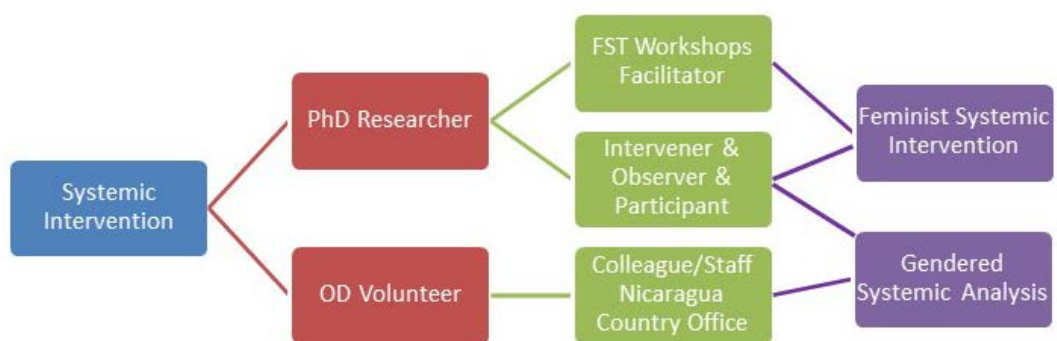 Systemic
Intervention
PhD Researcher
OD Volunteer
FST Workshops
Facilitator
Intervener &
Observer &
Participant
Colleague/Staff
Nicaragua
Country Office
Feminist Systemic
Intervention
Gendered
Systemic Analysis